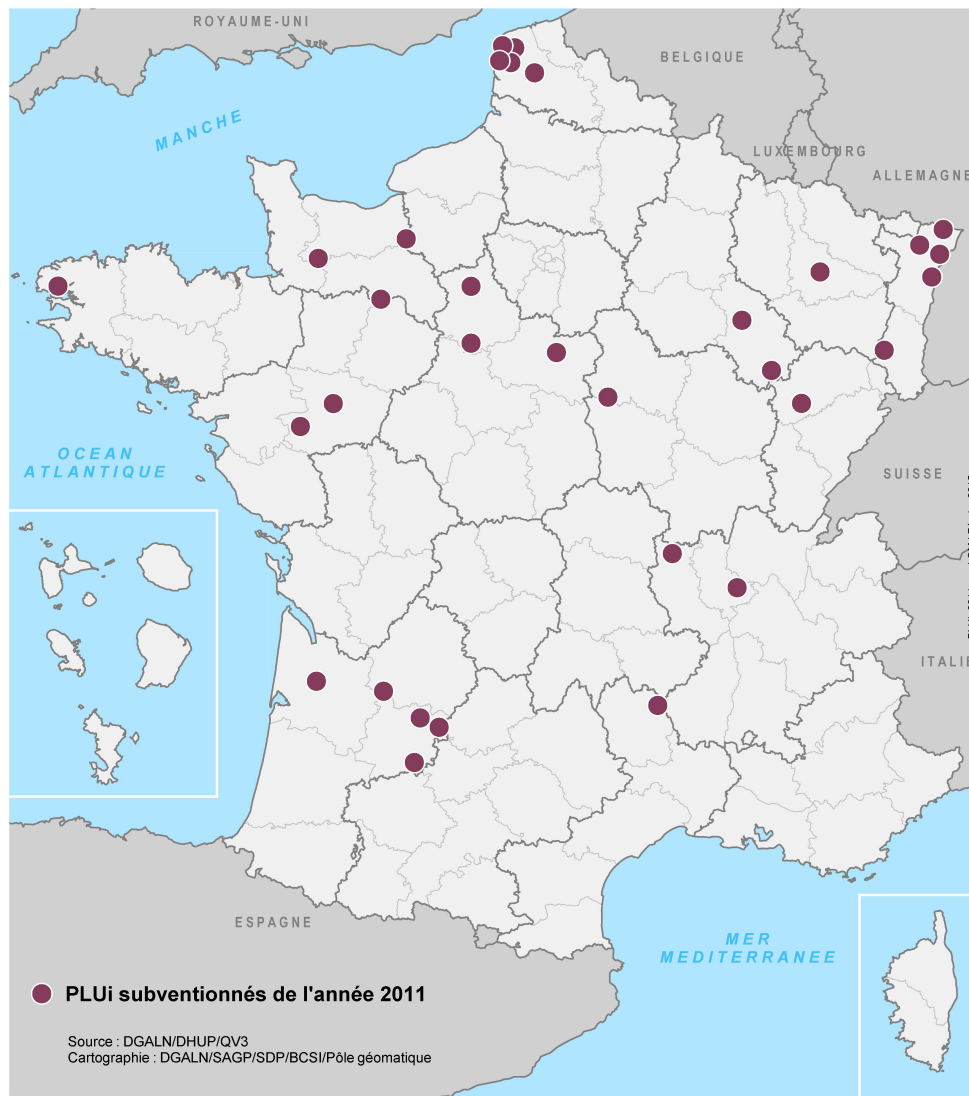 ROYAUME-UNI
BELGIQUE
MANCHE
LUXEMBOURG
ALLEMAGNE
OCEAN
ATLANTIQUE
SUISSE
ITALIE
ESPAGNE
MER
MEDITERRANEE
PLUi subventionnés de l'année 2011
Source : DGALN/DHUP/QV3
Cartographie : DGALN/SAGP/SDP/BCSI/Pôle géomatique